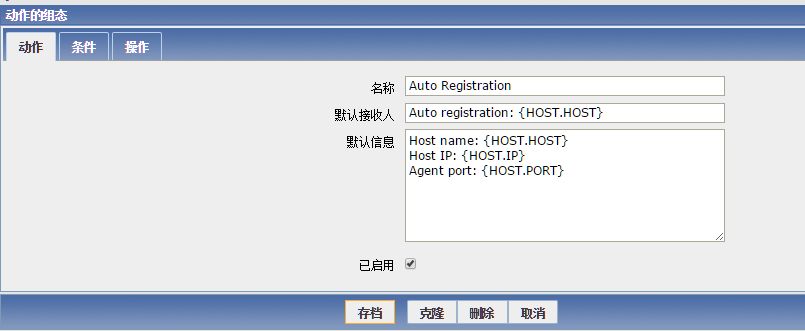 动作的组态
动作 条件 操作
名称 Auto Registration
默认接收人 Auto registration: {HOST.HOST}
默认信息 Host name: {HOST.HOST}
Host IP: {HOST.IP}
Agent port: {HOST.PORT}
已启用
存档 克隆 删除 取消